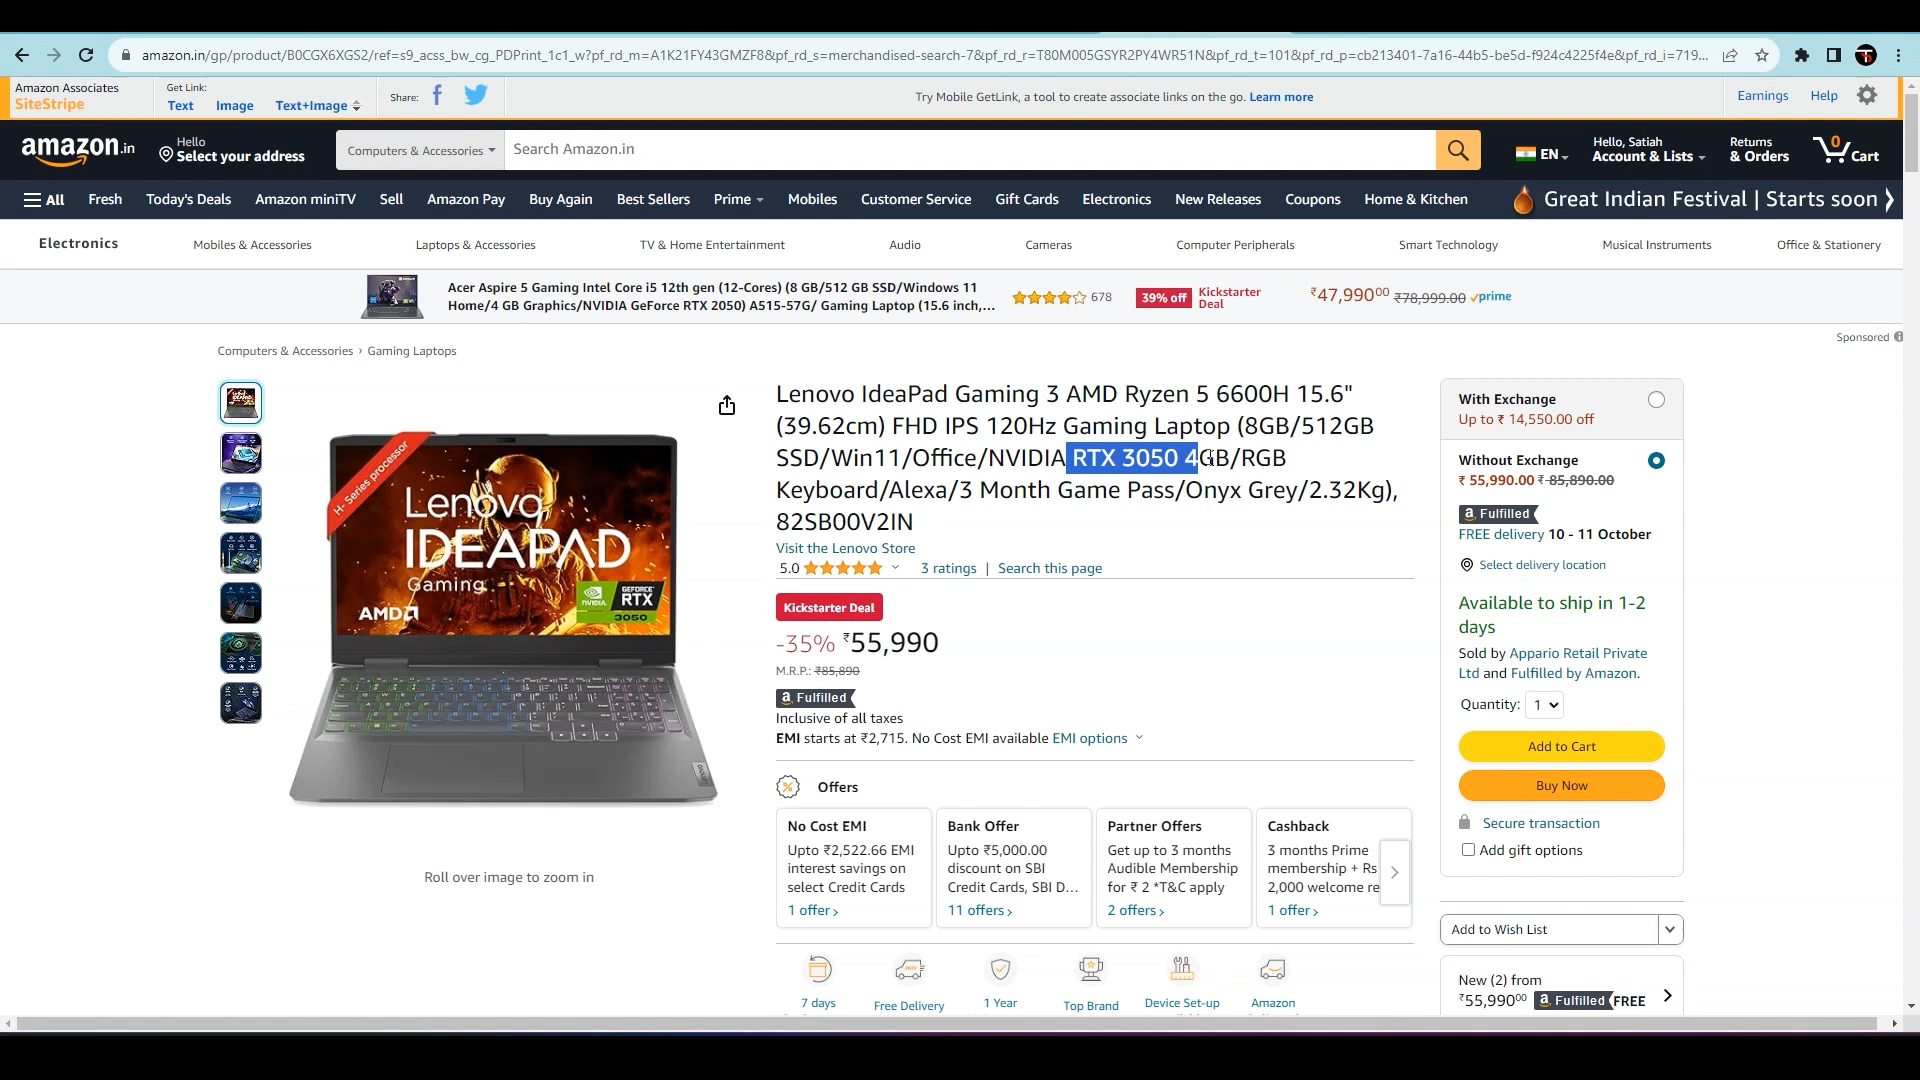 amazon.in/gp/product/B0CGX6XGS2/ref=s9_acss_bw_cg_PDPrint_1c1_w?pf_rd_m=A1K21FY43GMZF8&pf_rd_s=merchandised-search-7&pf_rd_r=T80M005GSYR2PY4WR51N&pf_rd_t=101&pf_rd_p=cb213401-7a16-44b5-be5d-f924c4225f4e&pf_rd_i=719...
Amazon Associates
SiteStripe
Get Link:
Text Image Text+Image
Share:
Try Mobile GetLink, a tool to create associate links on the go. Learn more
Earnings Help
amazon.in
Hello
Select your address
Computers & Accessories
Search Amazon.in
EN
Hello, Satiah
Account & Lists
Returns
& Orders
0
Cart
All Fresh Today's Deals Amazon miniTV Sell Amazon Pay Buy Again Best Sellers Prime Mobiles Customer Service Gift Cards Electronics New Releases Coupons Home & Kitchen
Great Indian Festival | Starts soon
Electronics Mobiles & Accessories Laptops & Accessories TV & Home Entertainment Audio Cameras Computer Peripherals Smart Technology Musical Instruments Office & Stationery
Acer Aspire 5 Gaming Intel Core i5 12th gen (12-Cores) (8 GB/512 GB SSD/Windows 11
Home/4 GB Graphics/NVIDIA GeForce RTX 2050) A515-57G/ Gaming Laptop (15.6 inch,...
678
39% off
Kickstarter
Deal
₹47,990⁰⁰ ₹78,999.00 prime
Sponsored
Computers & Accessories › Gaming Laptops
H- Series processor
Lenovo
IDEAPAD
Gaming
AMD
NVIDIA
GEFORCE
RTX
3050
Lenovo
Roll over image to zoom in
Lenovo IdeaPad Gaming 3 AMD Ryzen 5 6600H 15.6"
(39.62cm) FHD IPS 120Hz Gaming Laptop (8GB/512GB
SSD/Win11/Office/NVIDIA RTX 3050 4GB/RGB
Keyboard/Alexa/3 Month Game Pass/Onyx Grey/2.32Kg),
82SB00V2IN
Visit the Lenovo Store
5.0 3 ratings | Search this page
Kickstarter Deal
-35% ₹55,990
M.R.P.: ₹85,890
a Fulfilled
Inclusive of all taxes
EMI starts at ₹2,715. No Cost EMI available EMI options
Offers
No Cost EMI
Upto ₹2,522.66 EMI
interest savings on
select Credit Cards
1 offer ›
Bank Offer
Upto ₹5,000.00
discount on SBI
Credit Cards, SBI D...
11 offers ›
Partner Offers
Get up to 3 months
Audible Membership
for ₹ 2 *T&C apply
2 offers ›
Cashback
3 months Prime
membership + Rs
2,000 welcome re
1 offer ›
7 days
Free Delivery
1 Year
Top Brand
Device Set-up
Amazon
With Exchange
Up to ₹ 14,550.00 off
Without Exchange
₹ 55,990.00 ₹ 85,890.00
a Fulfilled
FREE delivery 10 - 11 October
Select delivery location
Available to ship in 1-2
days
Sold by Appario Retail Private
Ltd and Fulfilled by Amazon.
Quantity: 1
Add to Cart
Buy Now
Secure transaction
Add gift options
Add to Wish List
New (2) from
₹55,990⁰⁰ a Fulfilled FREE